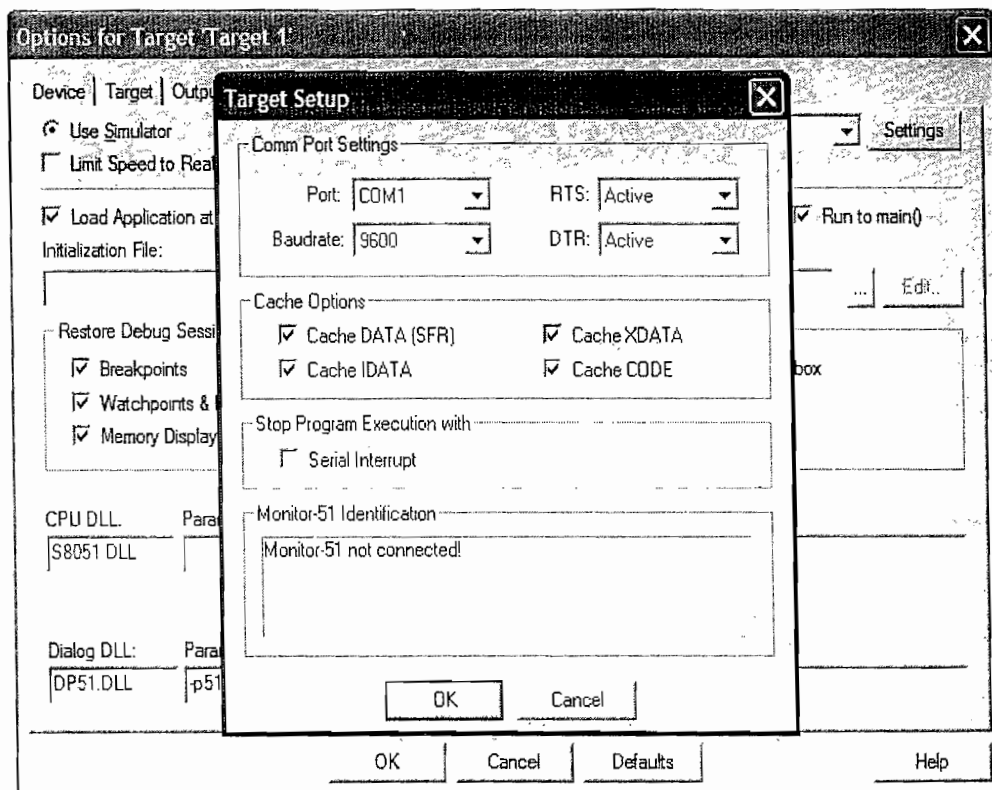 Options for Target 'Target 1'
Device Target Outpu
Target Setup
Use Simulator
Settings
Limit Speed to Real
Comm Port Settings
Port: COM1 RTS: Active
Baudrate: 9600 DTR: Active
Load Application at
Run to main()
Initialization File:
... Edit..
Cache Options
Cache DATA (SFR) Cache XDATA
Cache IDATA Cache CODE
Restore Debug Sessi
Breakpoints
box
Watchpoints &
Memory Display
Stop Program Execution with
Serial Interrupt
Monitor-51 Identification
Monitor-51 not connected!
CPU DLL. Para
S8051 DLL
Dialog DLL: Para
DP51.DLL -p51
OK Cancel
OK Cancel Defaults Help